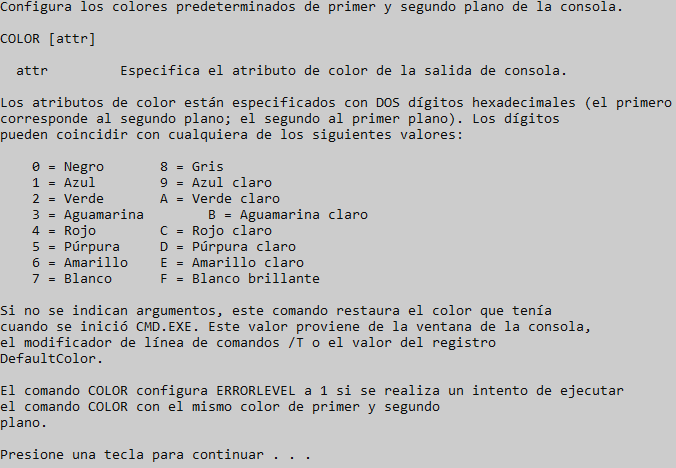 Configura los colores predeterminados de primer y segundo plano de la consola.
COLOR [attr]
attr Especifica el atributo de color de la salida de consola.
Los atributos de color están especificados con DOS dígitos hexadecimales (el primero
corresponde al segundo plano; el segundo al primer plano). Los dígitos
pueden coincidir con cualquiera de los siguientes valores:
0 = Negro 8 = Gris
1 = Azul 9 = Azul claro
2 = Verde A = Verde claro
3 = Aguamarina B = Aguamarina claro
4 = Rojo C = Rojo claro
5 = Púrpura D = Púrpura claro
6 = Amarillo E = Amarillo claro
7 = Blanco F = Blanco brillante
Si no se indican argumentos, este comando restaura el color que tenía
cuando se inició CMD.EXE. Este valor proviene de la ventana de la consola,
el modificador de línea de comandos /T o el valor del registro
DefaultColor.
El comando COLOR configura ERRORLEVEL a 1 si se realiza un intento de ejecutar
el comando COLOR con el mismo color de primer y segundo
plano.
Presione una tecla para continuar . . .